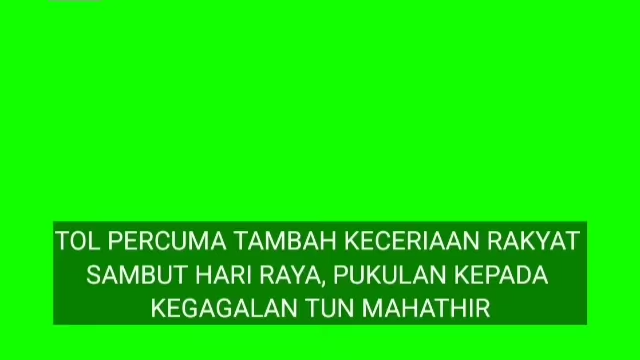 TOL PERCUMA TAMBAH KECERIAAN RAKYAT
SAMBUT HARI RAYA, PUKULAN KEPADA
KEGAGALAN TUN MAHATHIR